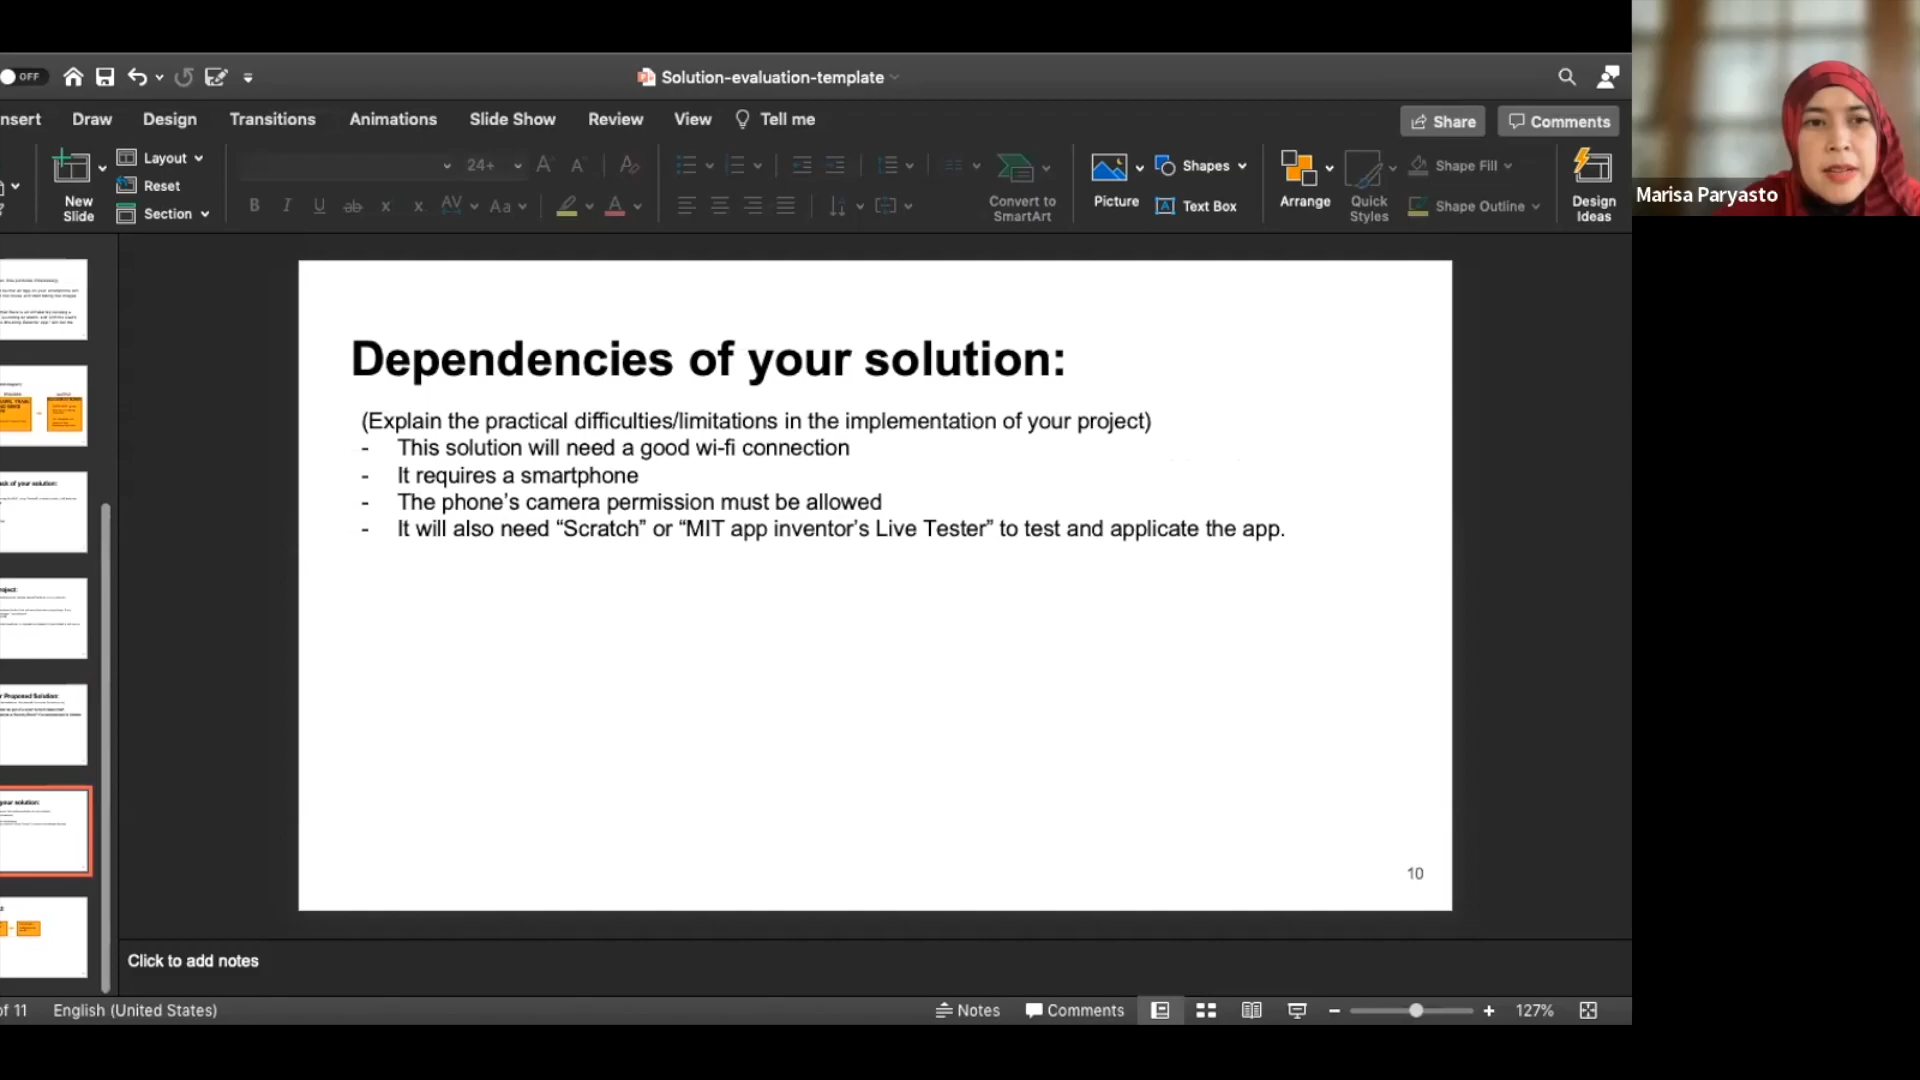 OFF
Solution-evaluation-template
nsert Draw Design Transitions Animations Slide Show Review View Tell me
Share Comments
New Slide
Layout
Reset
Section
24+
Convert to SmartArt
Picture
Shapes
Text Box
Arrange
Quick Styles
Shape Fill
Shape Outline
Design Ideas
Marisa Paryasto
Dependencies of your solution:
(Explain the practical difficulties/limitations in the implementation of your project)
- This solution will need a good wi-fi connection
- It requires a smartphone
- The phone's camera permission must be allowed
- It will also need “Scratch” or “MIT app inventor's Live Tester” to test and applicate the app.
10
Click to add notes
of 11 English (United States)
Notes Comments 127%